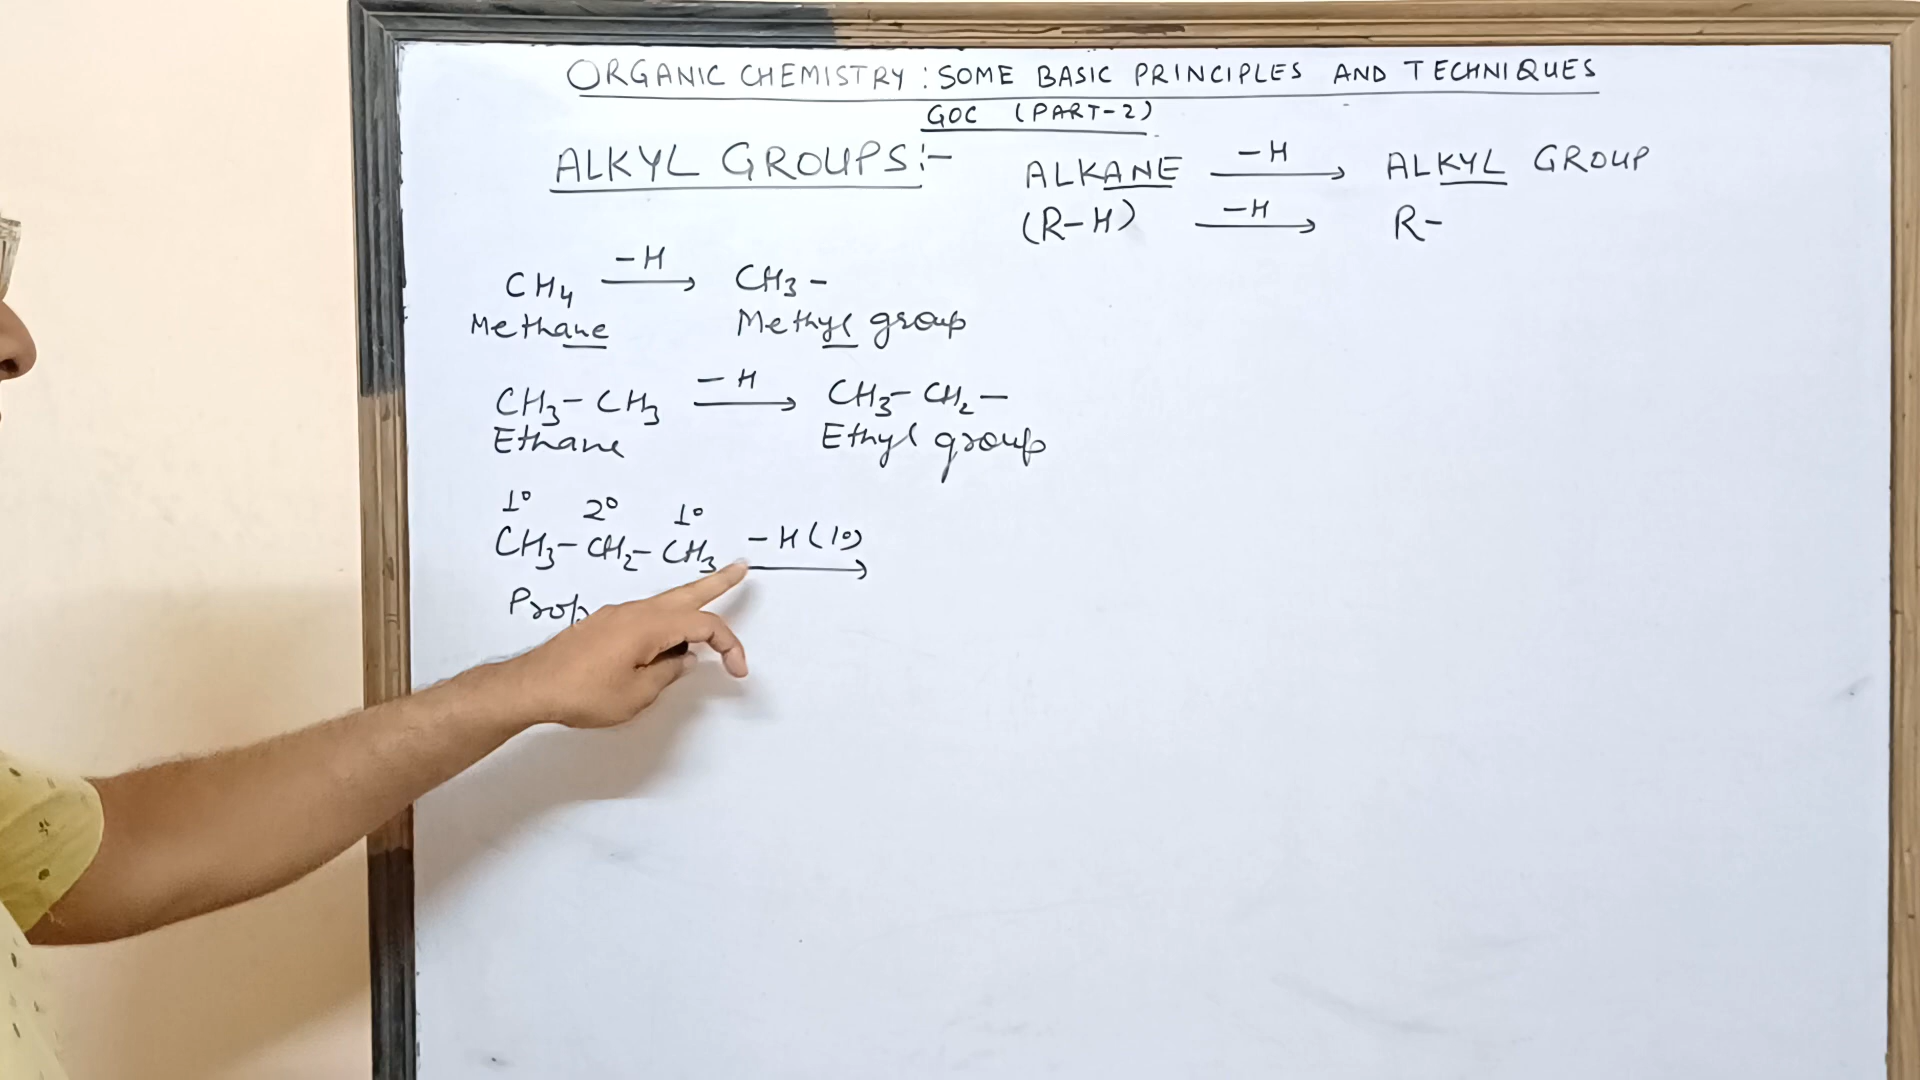 ORGANIC CHEMISTRY : SOME BASIC PRINCIPLES AND TECHNIQUES
GOC (PART-2)
ALKYL GROUPS :-
ALKANE —H→ ALKYL GROUP
(R-H) —H→ R-
CH₄ —H→ CH₃ -
Methane Methyl group
CH₃ - CH₃ —H→ CH₃ - CH₂ -
Ethane Ethyl group
1° 2° 1°
CH₃ - CH₂ - CH₃ —H (1°)→